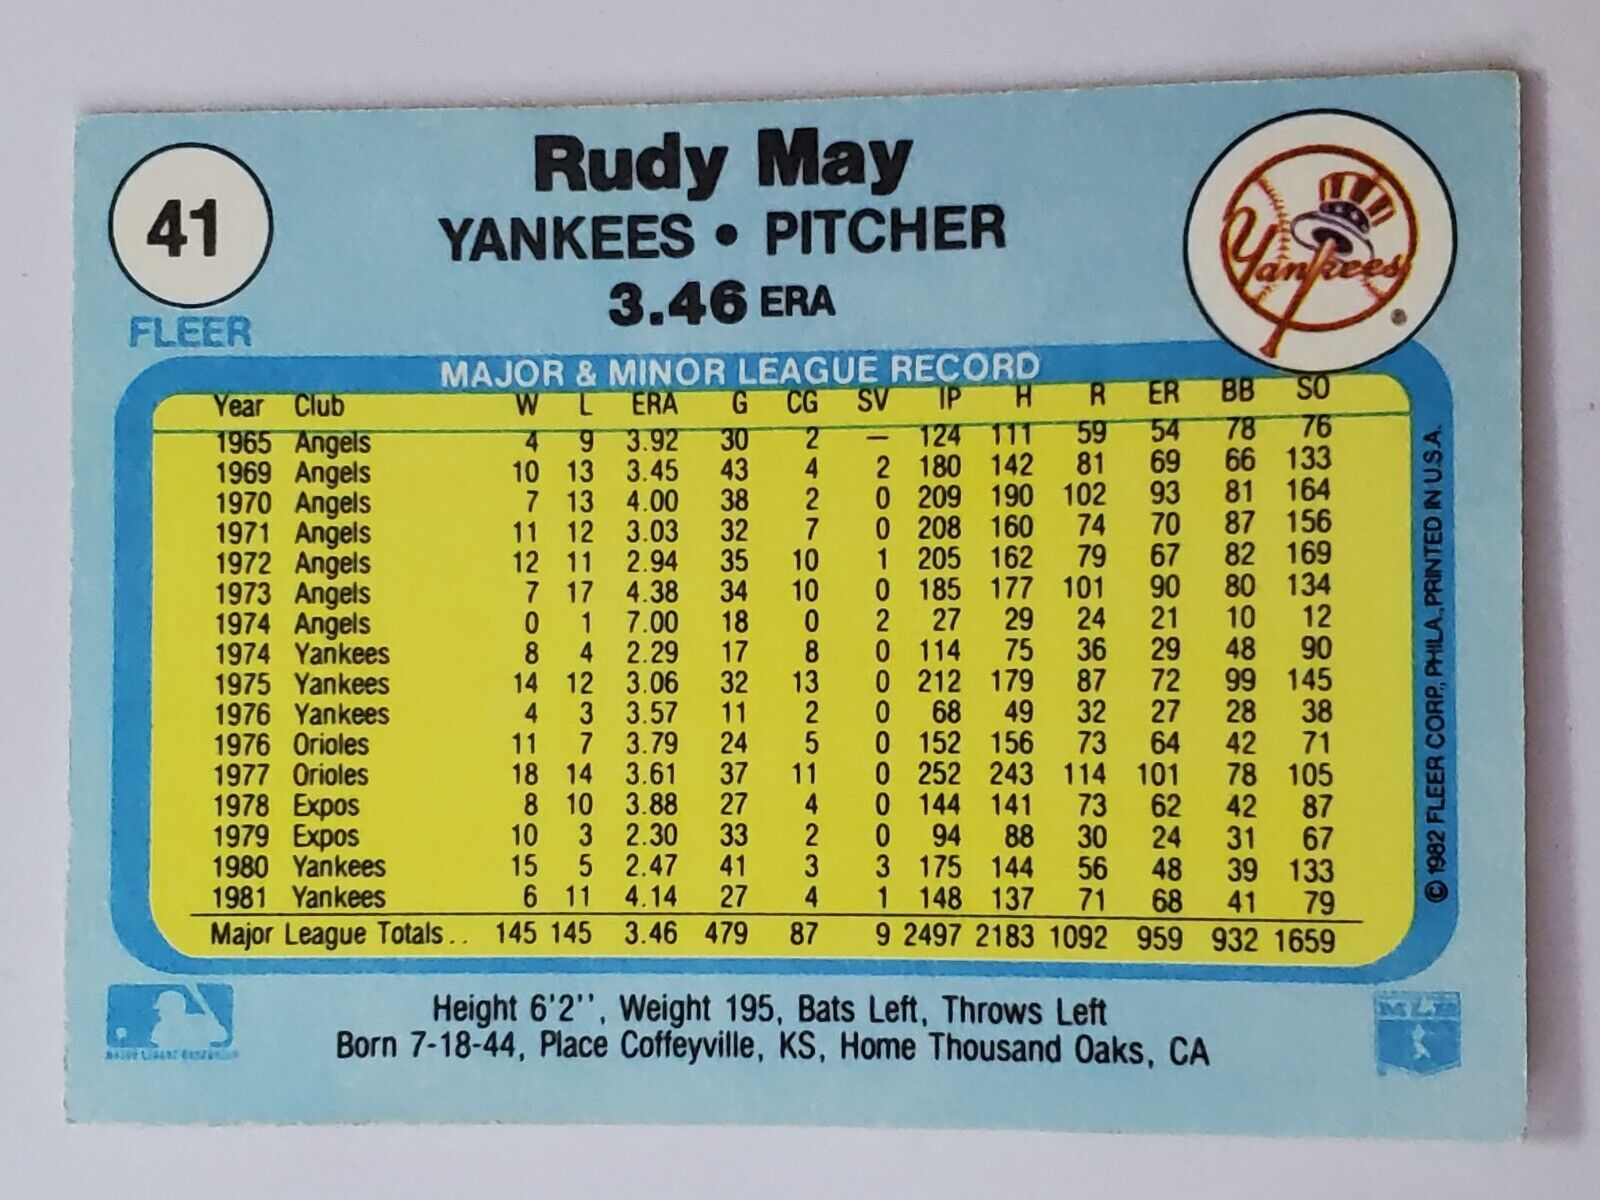 41
FLEER
Rudy May
YANKEES • PITCHER
3.46 ERA
Yankees
®
MAJOR & MINOR LEAGUE RECORD
Year Club W L ERA G CG SV IP H R ER BB SO
1965 Angels 4 9 3.92 30 2 — 124 111 59 54 78 76
1969 Angels 10 13 3.45 43 4 2 180 142 81 69 66 133
1970 Angels 7 13 4.00 38 2 0 209 190 102 93 81 164
1971 Angels 11 12 3.03 32 7 0 208 160 74 70 87 156
1972 Angels 12 11 2.94 35 10 1 205 162 79 67 82 169
1973 Angels 7 17 4.38 34 10 0 185 177 101 90 80 134
1974 Angels 0 1 7.00 18 0 2 27 29 24 21 10 12
1974 Yankees 8 4 2.29 17 8 0 114 75 36 29 48 90
1975 Yankees 14 12 3.06 32 13 0 212 179 87 72 99 145
1976 Yankees 4 3 3.57 11 2 0 68 49 32 27 28 38
1976 Orioles 11 7 3.79 24 5 0 152 156 73 64 42 71
1977 Orioles 18 14 3.61 37 11 0 252 243 114 101 78 105
1978 Expos 8 10 3.88 27 4 0 144 141 73 62 42 87
1979 Expos 10 3 2.30 33 2 0 94 88 30 24 31 67
1980 Yankees 15 5 2.47 41 3 3 175 144 56 48 39 133
1981 Yankees 6 11 4.14 27 4 1 148 137 71 68 41 79
Major League Totals.. 145 145 3.46 479 87 9 2497 2183 1092 959 932 1659
© 1982 FLEER CORP., PHILA., PRINTED IN U.S.A.
MAJOR LEAGUE BASEBALL
Height 6'2'', Weight 195, Bats Left, Throws Left
Born 7-18-44, Place Coffeyville, KS, Home Thousand Oaks, CA